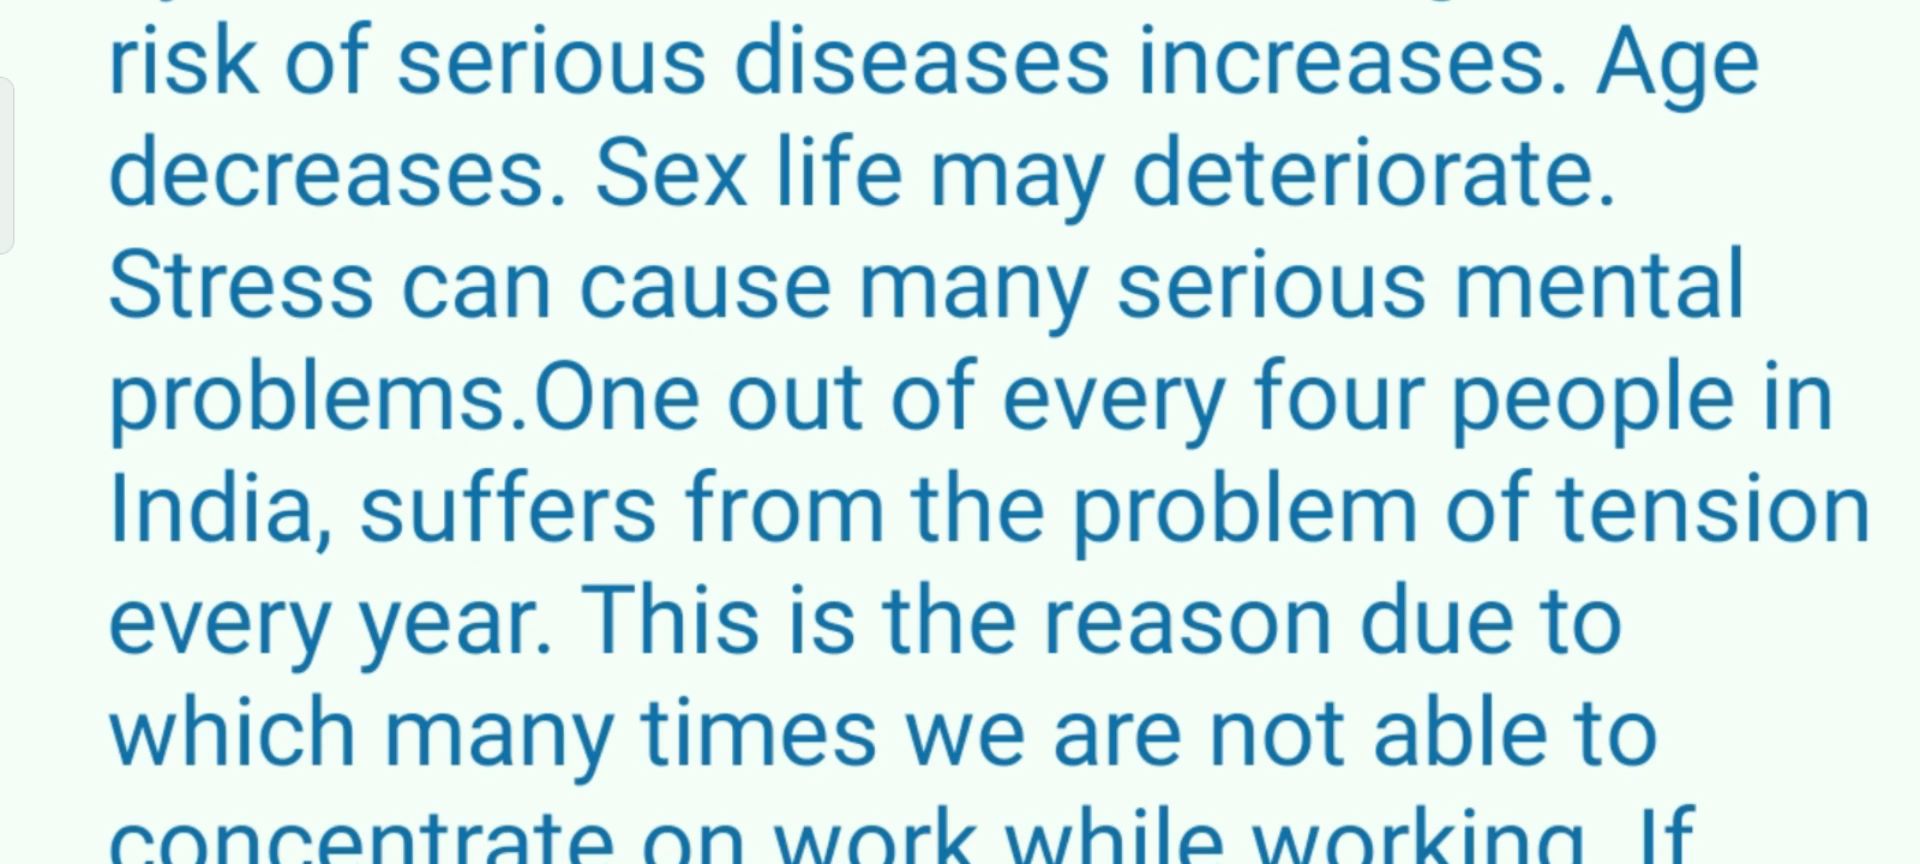 risk of serious diseases increases. Age
decreases. Sex life may deteriorate.
Stress can cause many serious mental
problems.One out of every four people in
India, suffers from the problem of tension
every year. This is the reason due to
which many times we are not able to
concentrate on work while working. If